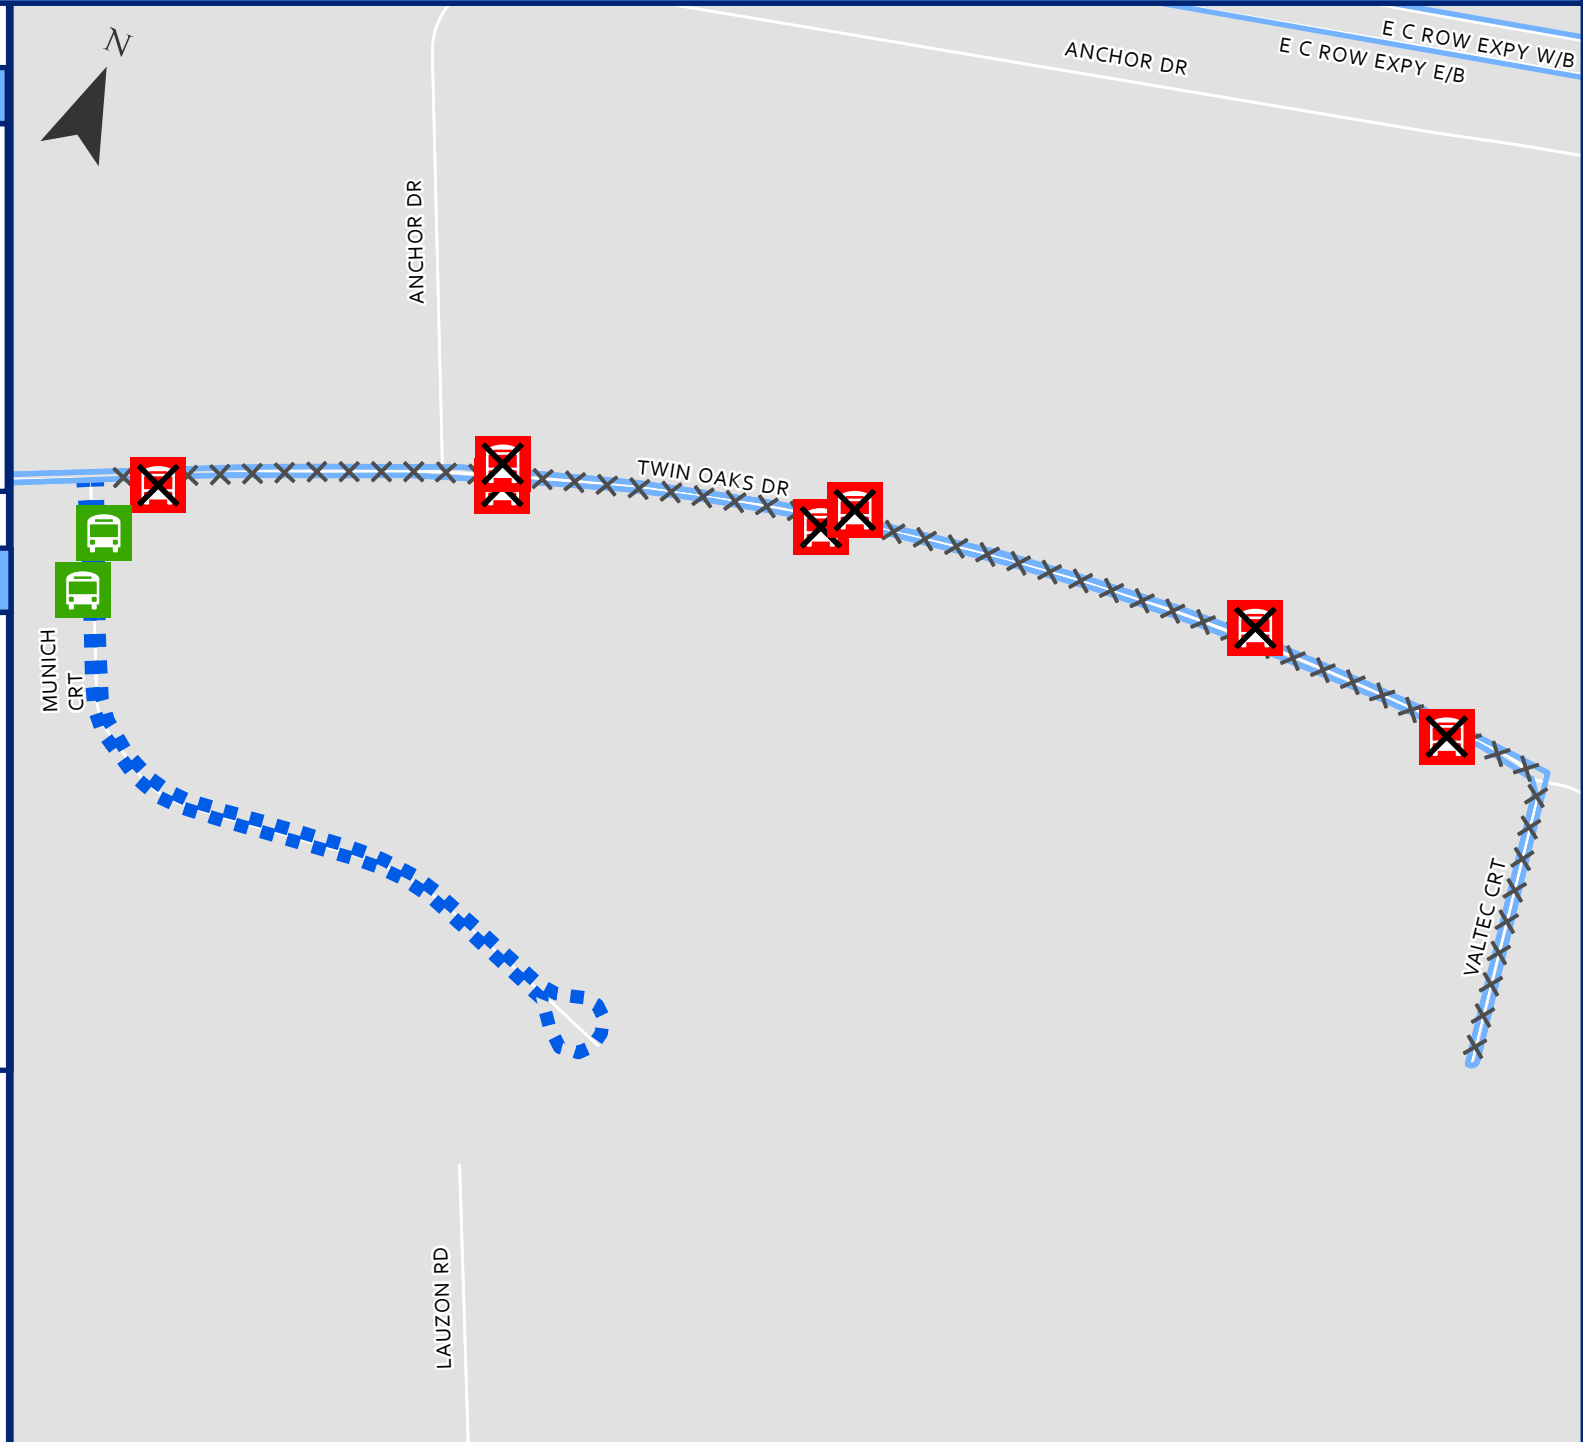 N
E C ROW EXPY W/B
E C ROW EXPY E/B
ANCHOR DR
ANCHOR DR
TWIN OAKS DR
MUNICH
CRT
VALTEC CRT
LAUZON RD